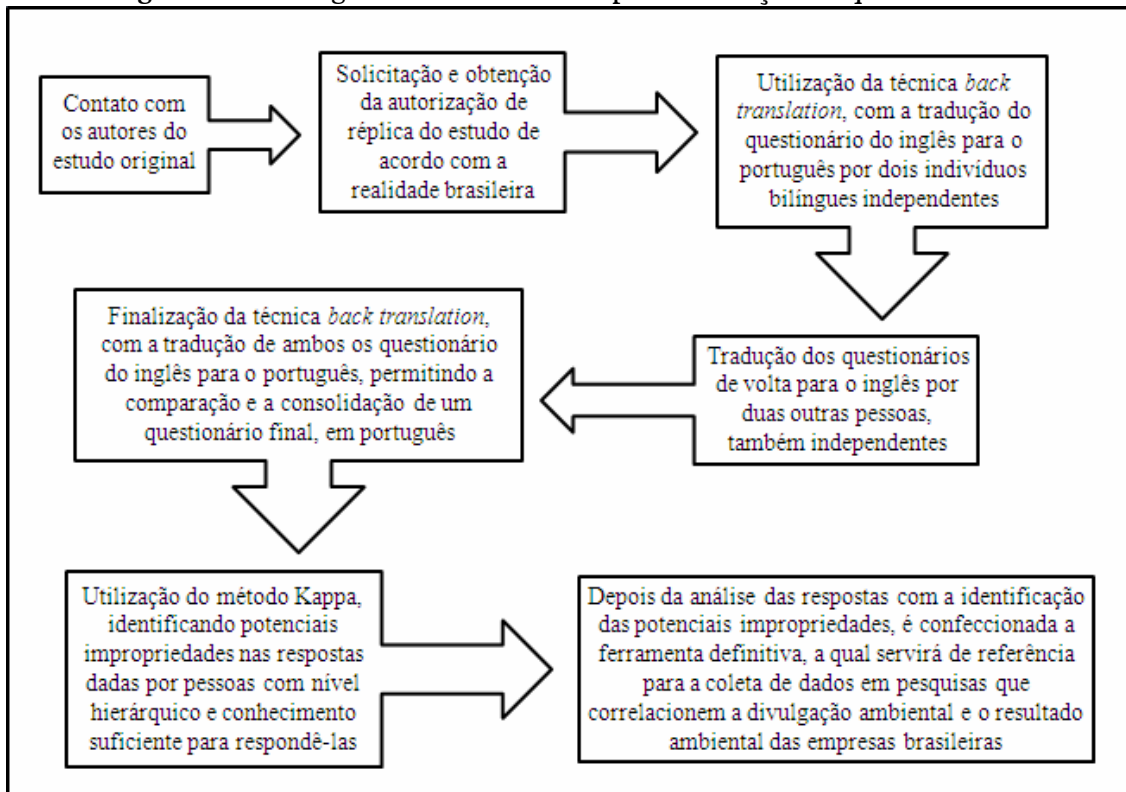 Contato com
os autores do
estudo original
Solicitação e obtenção
da autorização de
réplica do estudo de
acordo com a
realidade brasileira
Utilização da técnica back
translation, com a tradução do
questionário do inglês para o
português por dois indivíduos
bilíngues independentes
Tradução dos questionários
de volta para o inglês por
duas outras pessoas,
também independentes
Finalização da técnica back translation,
com a tradução de ambos os questionário
do inglês para o português, permitindo a
comparação e a consolidação de um
questionário final, em português
Utilização do método Kappa,
identificando potenciais
impropriedades nas respostas
dadas por pessoas com nível
hierárquico e conhecimento
suficiente para respondê-las
Depois da análise das respostas com a identificação
das potenciais impropriedades, é confeccionada a
ferramenta definitiva, a qual servirá de referência
para a coleta de dados em pesquisas que
correlacionem a divulgação ambiental e o resultado
ambiental das empresas brasileiras